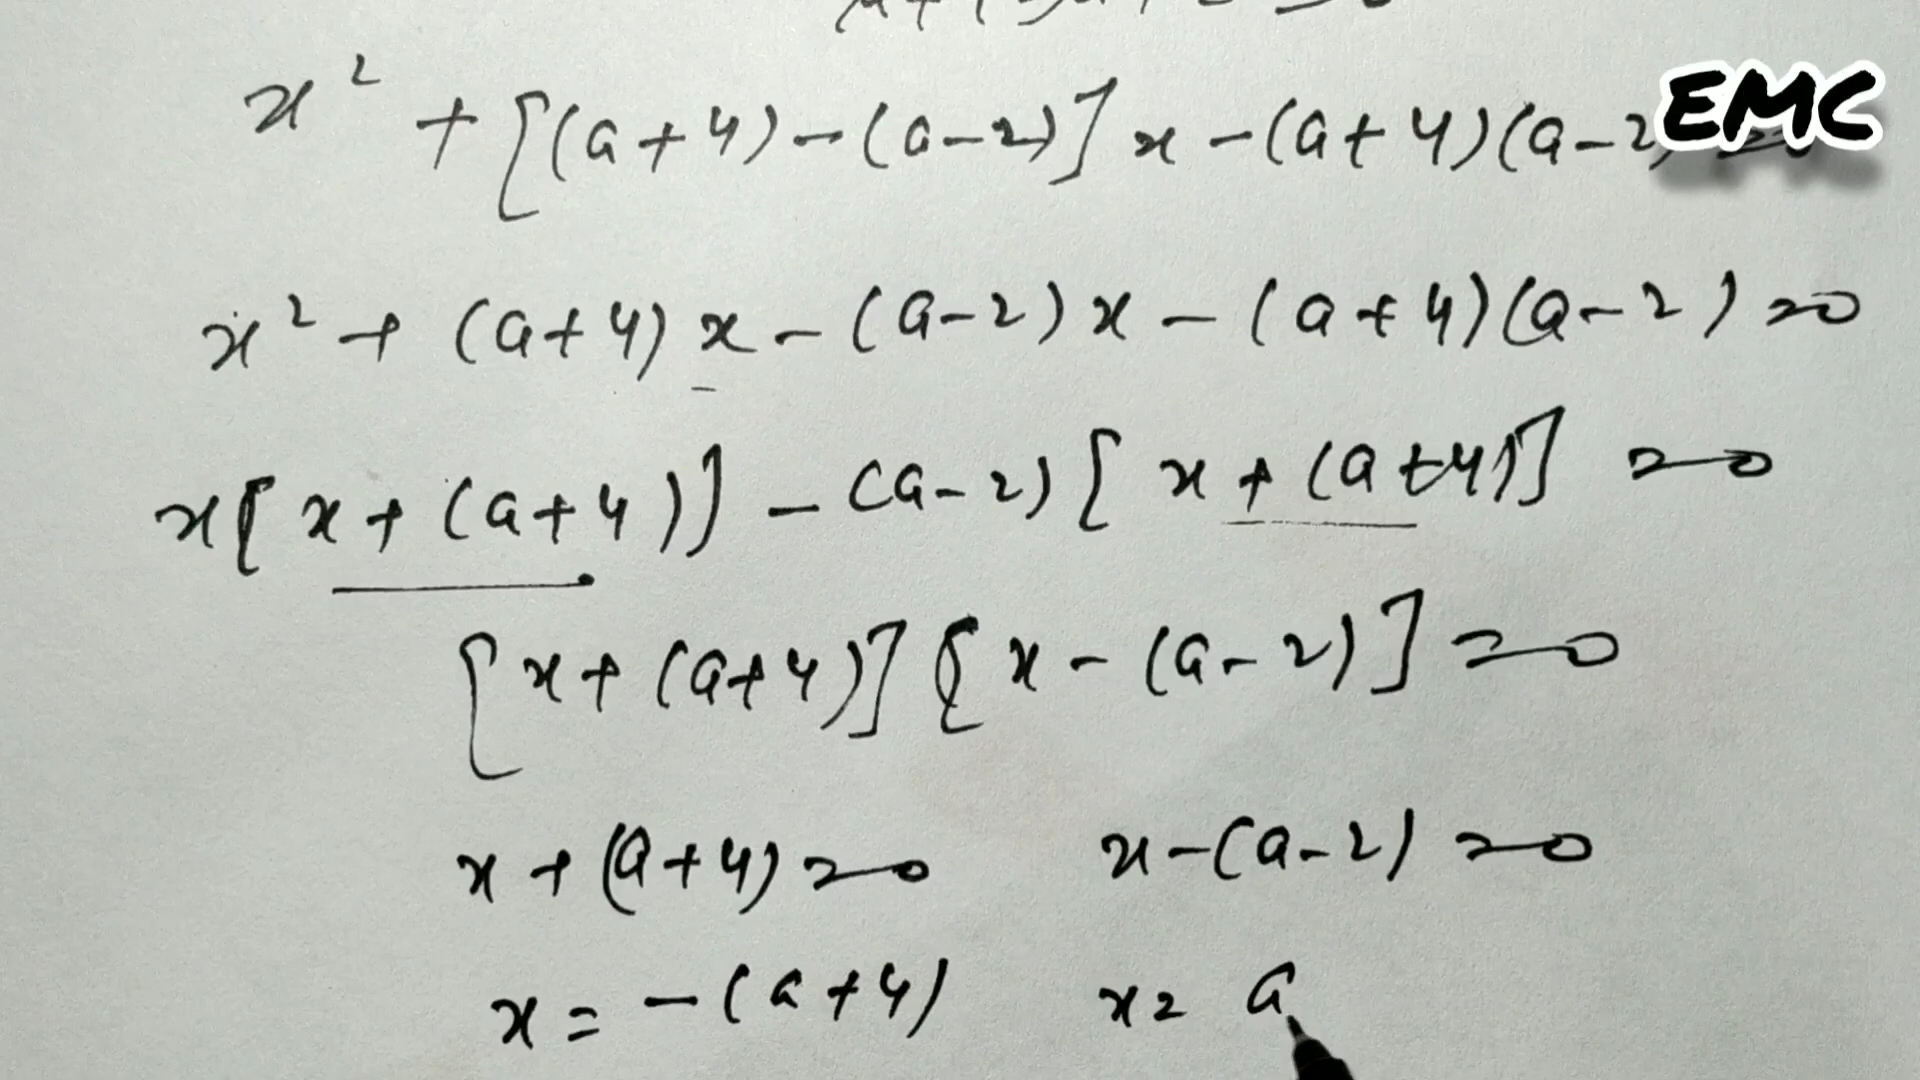 x² + [(a+4)-(a-2)]x-(a+4)(a-2
EMC
x² + (a+4)x-(a-2)x-(a+4)(a-2)=0
x[x+(a+4)]-(a-2)[x+(a+4)]=0
[x+(a+4)][x-(a-2)]=0
x+(a+4)=0 x-(a-2)=0
x=-(a+4) x= a